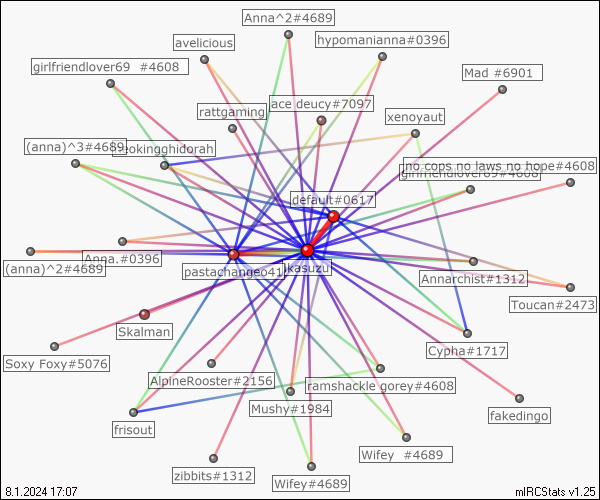 Anna^2#4689
avelicious
hypomanianna#0396
girlfriendlover69 #4608
Mad #6901
ace deucy#7097
rattgaming
xenoyaut
(anna)^3#4689
eokingghidorah
no cops no laws no hope#4608
default#0617
Anna.#0396
(anna)^2#4689
pastachangeo41
kasuzu
Annarchist#1312
Toucan#2473
Skalman
Cypha#1717
Soxy Foxy#5076
AlpineRooster#2156
ramshackle gorey#4608
Mushy#1984
fakedingo
frisout
Wifey #4689
zibbits#1312
Wifey#4689
8.1.2024 17:07
mIRCStats v1.25